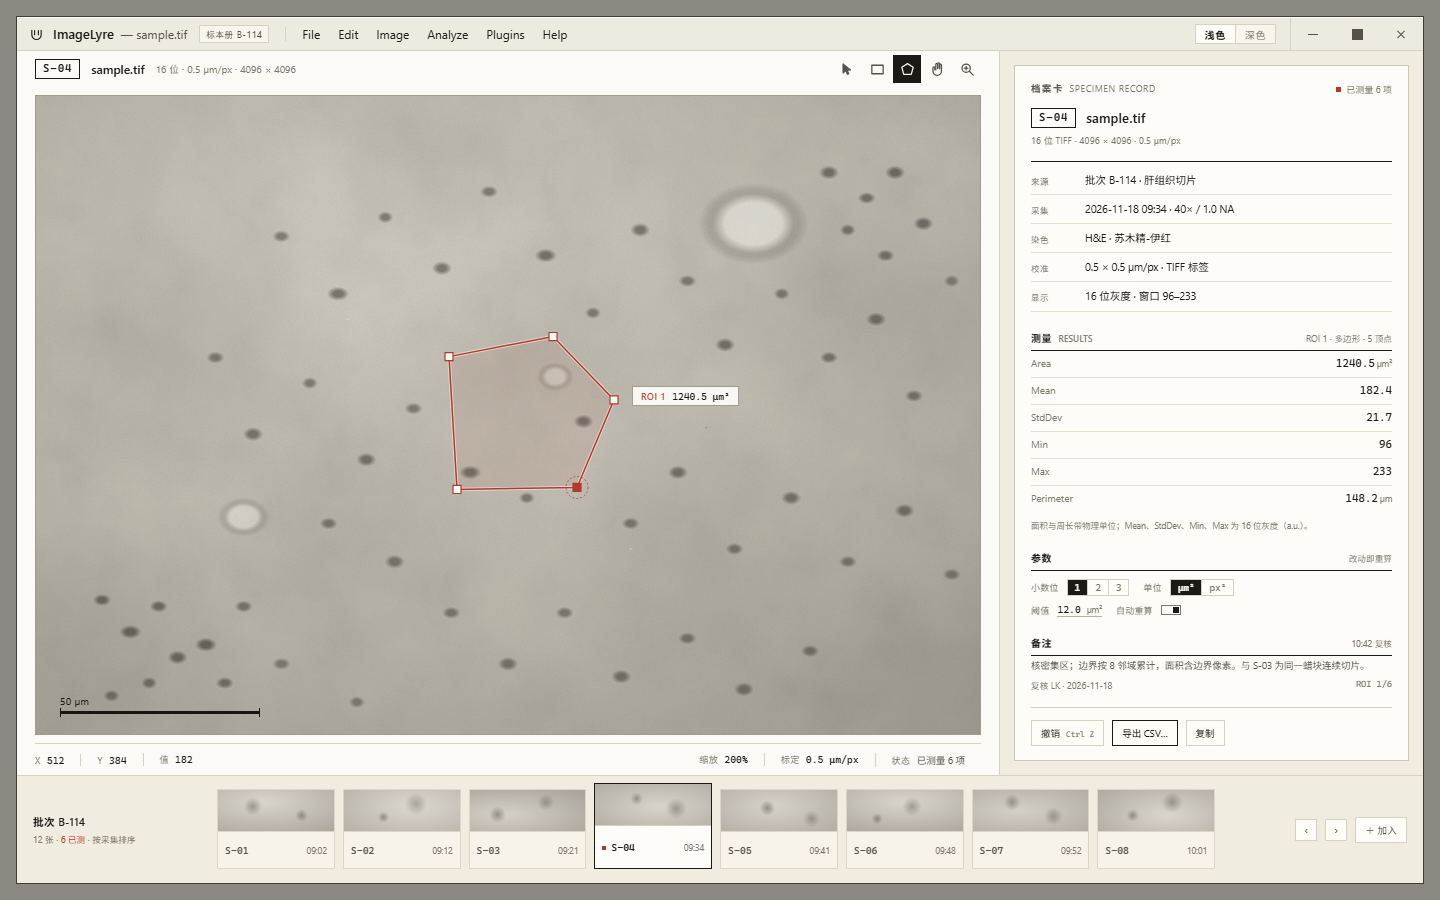 ImageLyre — sample.tif 标本册 B-114 File Edit Image Analyze Plugins Help 浅色 深色
S-04 sample.tif 16 位 · 0.5 µm/px · 4096 × 4096
ROI 1 1240.5 µm²
50 µm
X 512 Y 384 值 182 缩放 200% 标定 0.5 µm/px 状态 已测量 6 项
档案卡 SPECIMEN RECORD 已测量 6 项
S-04 sample.tif
16 位 TIFF · 4096 × 4096 · 0.5 µm/px
来源 批次 B-114 · 肝组织切片
采集 2026-11-18 09:34 · 40× / 1.0 NA
染色 H&E · 苏木精-伊红
校准 0.5 × 0.5 µm/px · TIFF 标签
显示 16 位灰度 · 窗口 96–233
测量 RESULTS ROI 1 · 多边形 · 5 顶点
Area 1240.5 µm²
Mean 182.4
StdDev 21.7
Min 96
Max 233
Perimeter 148.2 µm
面积与周长带物理单位；Mean、StdDev、Min、Max 为 16 位灰度（a.u.）。
参数 改动即重算
小数位 1 2 3 单位 µm² px²
阈值 12.0 µm² 自动重算
备注 10:42 复核
核密集区；边界按 8 邻域累计，面积含边界像素。与 S-03 为同一蜡块连续切片。
复核 LK · 2026-11-18 ROI 1/6
撤销 Ctrl Z 导出 CSV… 复制
批次 B-114
12 张 · 6 已测 · 按采集排序
S-01 09:02
S-02 09:12
S-03 09:21
S-04 09:34
S-05 09:41
S-06 09:48
S-07 09:52
S-08 10:01
‹ › + 加入